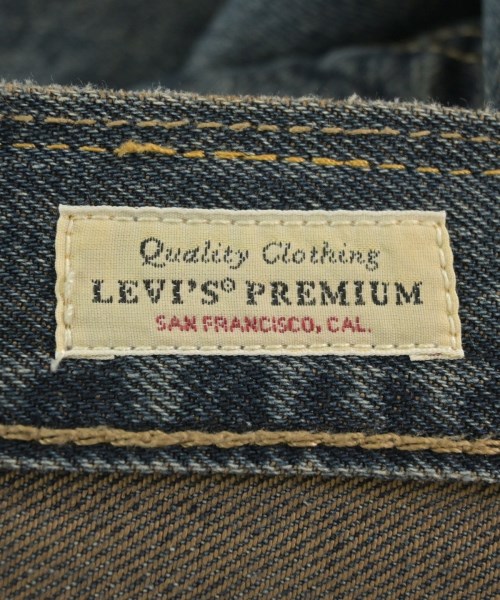 Quality Clothing
LEVI'S® PREMIUM
SAN FRANCISCO, CAL.